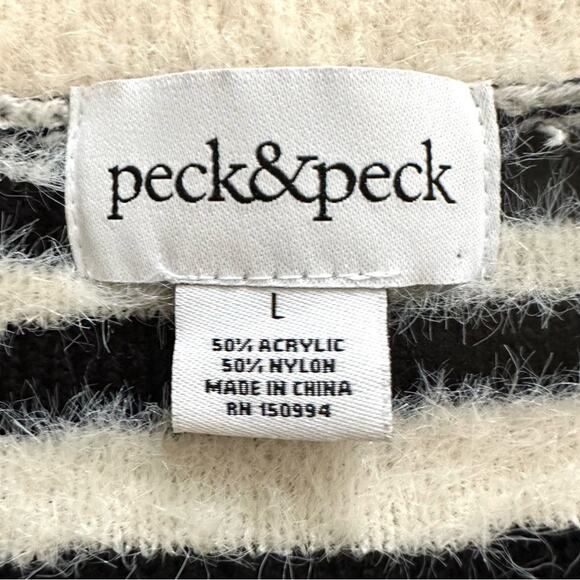 peck&peck
L
50% ACRYLIC
50% NYLON
MADE IN CHINA
RN 150994